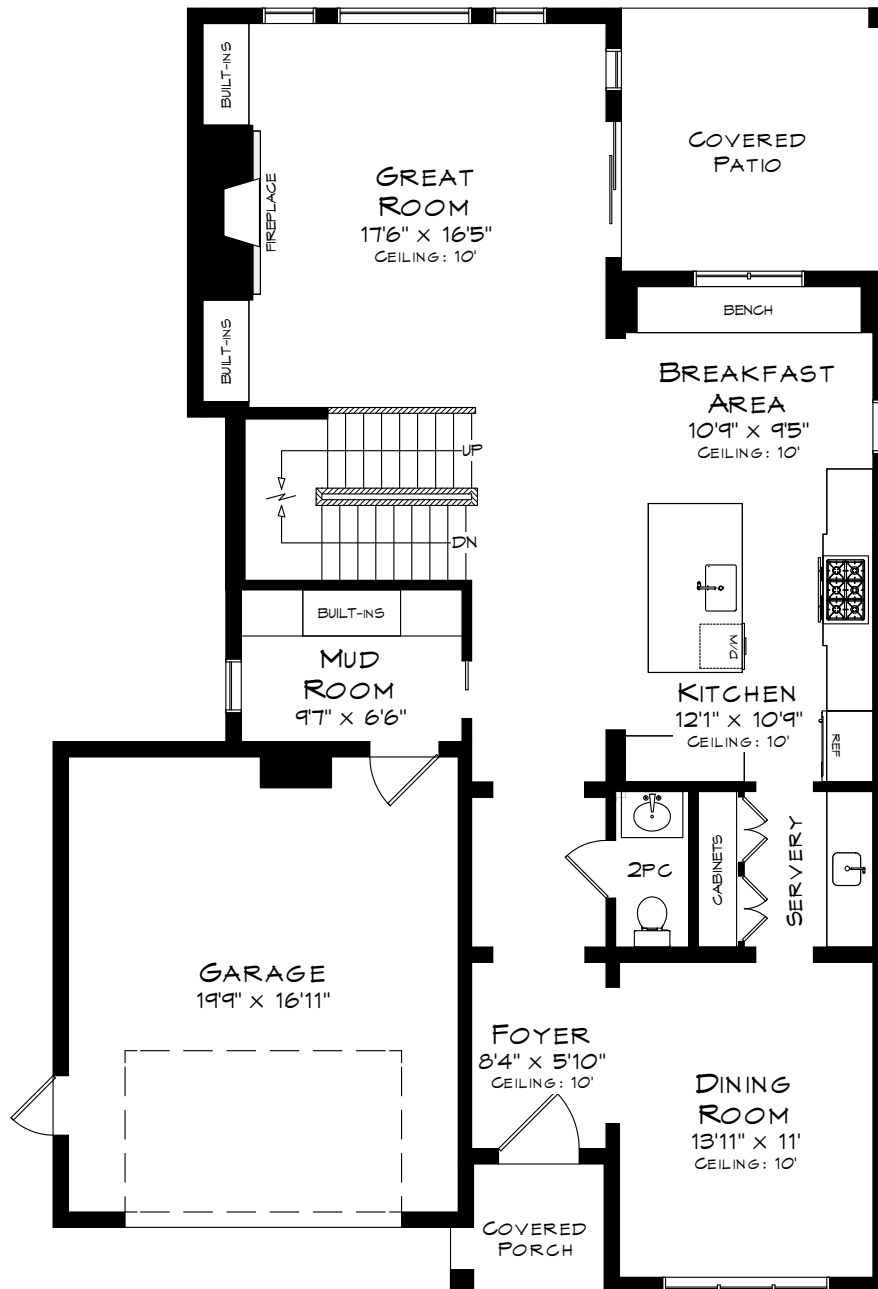 BUILT-INS
COVERED
PATIO
GREAT
ROOM
17'6" X 16'5"
CEILING: 10'
FIREPLACE
BENCH
BUILT-INS
BREAKFAST
AREA
10'9" X 9'5"
CEILING: 10'
UP
DN
BUILT-INS
D/W
MUD
ROOM
9'7" X 6'6"
KITCHEN
12'1" X 10'9"
CEILING: 10'
REF
2PC
CABINETS
SERVERY
GARAGE
19'9" X 16'11"
FOYER
8'4" X 5'10"
CEILING: 10'
DINING
ROOM
13'11" X 11'
CEILING: 10'
COVERED
PORCH